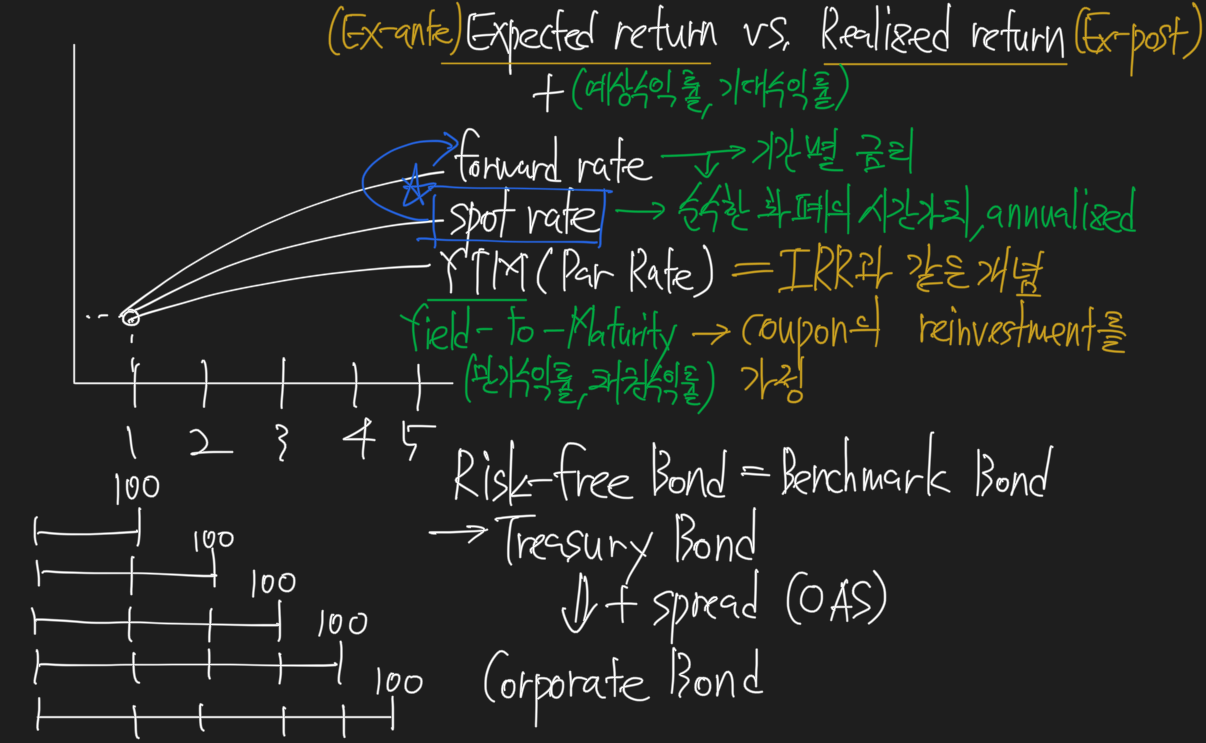 (Ex-ante) Expected return vs. Realized return (Ex-post)
+ (예상수익률, 기대수익률)
forward rate → 기간별 금리
spot rate → 순수한 화폐의 시간가치, annualized
YTM (Par Rate) = IRR과 같은 개념
Yield-to-Maturity → Coupon의 reinvestment를
(만기수익률, 채권수익률) 가정
1 2 3 4 5
Risk-free Bond = Benchmark Bond
→ Treasury Bond
⇓ + spread (OAS)
Corporate Bond
100
100
100
100
100